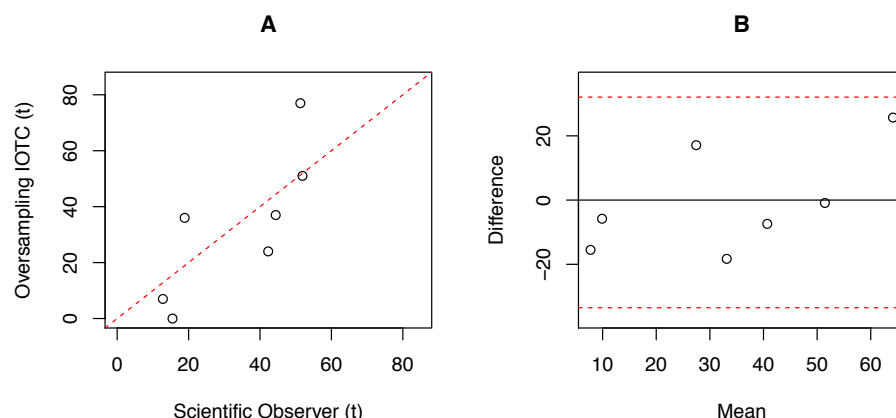 A
Oversampling IOTC (t)
80
60
40
20
0
0 20 40 60 80
Scientific Observer (t)
B
Difference
20
0
−20
10 20 30 40 50 60
Mean